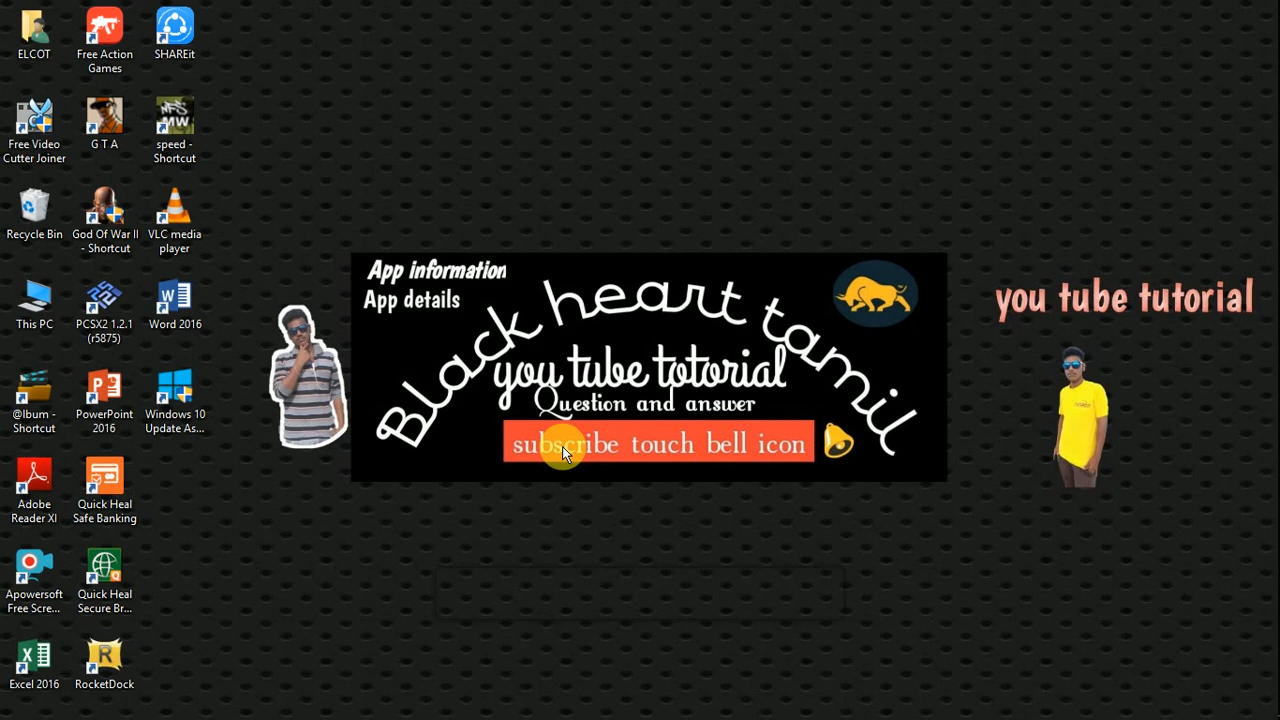 ELCOT
Free Action
Games
SHAREit
Free Video
Cutter Joiner
G T A
NFS
MW
speed -
Shortcut
Recycle Bin
God Of War II
- Shortcut
VLC media
player
This PC
PCSX2 1.2.1
(r5875)
Word 2016
@lbum -
Shortcut
PowerPoint
2016
Windows 10
Update As...
Adobe
Reader XI
Quick Heal
Safe Banking
Apowersoft
Free Scre...
Quick Heal
Secure Br...
Excel 2016
RocketDock
App information
App details
Black heart tamil
you tube totorial
Question and answer
subscribe touch bell icon
you tube tutorial